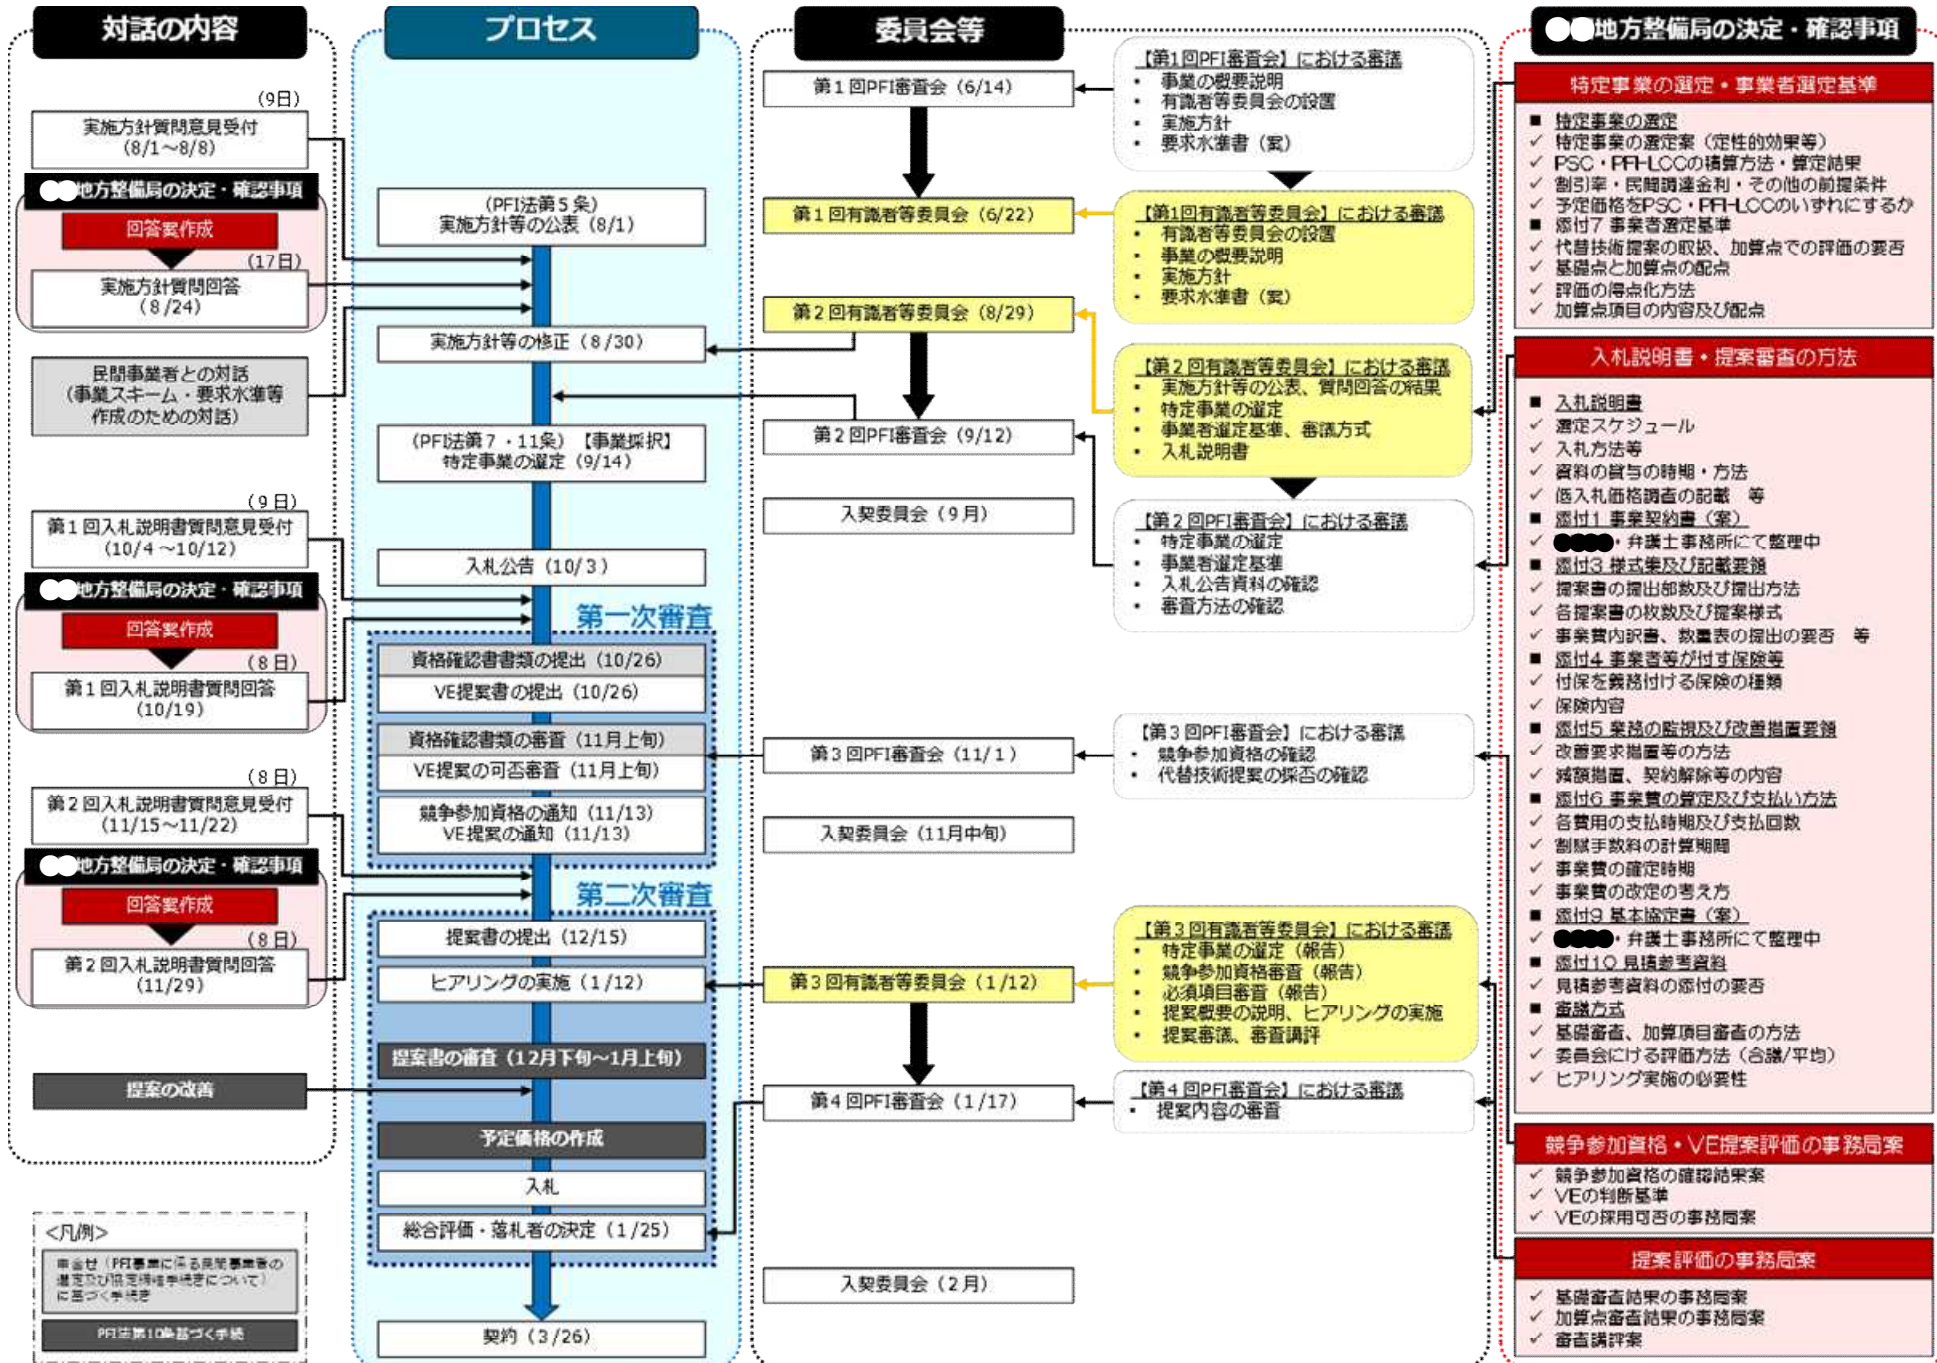 対話の内容
(9日)
実施方針質問意見受付
(8/1～8/8)
地方整備局の決定・確認事項
回答案作成
(17日)
実施方針質問回答
(8/24)
民間事業者との対話
(事業スキーム・要求水準等
作成のための対話)
(9日)
第1回入札説明書質問意見受付
(10/4～10/12)
地方整備局の決定・確認事項
回答案作成
(8日)
第1回入札説明書質問回答
(10/19)
(8日)
第2回入札説明書質問意見受付
(11/15～11/22)
地方整備局の決定・確認事項
回答案作成
(8日)
第2回入札説明書質問回答
(11/29)
提案の改善
<凡例>
申合せ（PFI事業に係る民間事業者の
選定及び協定締結手続きについて）
に基づく手続き
PFI法第10条基づく手続
プロセス
(PFI法第5条)
実施方針等の公表 (8/1)
実施方針等の修正 (8/30)
(PFI法第7・11条) 【事業採択】
特定事業の選定 (9/14)
入札公告 (10/3)
第一次審査
資格確認書書類の提出 (10/26)
VE提案書の提出 (10/26)
資格確認書類の審査 (11月上旬)
VE提案の可否審査 (11月上旬)
競争参加資格の通知 (11/13)
VE提案の通知 (11/13)
第二次審査
提案書の提出 (12/15)
ヒアリングの実施 (1/12)
提案書の審査 (12月下旬～1月上旬)
予定価格の作成
入札
総合評価・落札者の決定 (1/25)
契約 (3/26)
委員会等
第1回PFI審査会 (6/14)
第1回有識者等委員会 (6/22)
第2回有識者等委員会 (8/29)
第2回PFI審査会 (9/12)
入契委員会 (9月)
第3回PFI審査会 (11/1)
入契委員会 (11月中旬)
第3回有識者等委員会 (1/12)
第4回PFI審査会 (1/17)
入契委員会 (2月)
【第1回PFI審査会】における審議
・ 事業の概要説明
・ 有識者等委員会の設置
・ 実施方針
・ 要求水準書（案）
【第1回有識者等委員会】における審議
・ 有識者等委員会の設置
・ 事業の概要説明
・ 実施方針
・ 要求水準書（案）
【第2回有識者等委員会】における審議
・ 実施方針等の公表、質問回答の結果
・ 特定事業の選定
・ 事業者選定基準、審議方式
・ 入札説明書
【第2回PFI審査会】における審議
・ 特定事業の選定
・ 事業者選定基準
・ 入札公告資料の確認
・ 審査方法の確認
【第3回PFI審査会】における審議
・ 競争参加資格の確認
・ 代替技術提案の採否の確認
【第3回有識者等委員会】における審議
・ 特定事業の選定（報告）
・ 競争参加資格審査（報告）
・ 必須項目審査（報告）
・ 提案概要の説明、ヒアリングの実施
・ 提案審議、審査講評
【第4回PFI審査会】における審議
・ 提案内容の審査
地方整備局の決定・確認事項
特定事業の選定・事業者選定基準
■ 特定事業の選定
✓ 特定事業の選定案（定性的効果等）
✓ PSC・PFI-LCCの積算方法・算定結果
✓ 割引率・民間調達金利・その他の前提条件
✓ 予定価格をPSC・PFI-LCCのいずれにするか
■ 添付7 事業者選定基準
✓ 代替技術提案の取扱、加算点での評価の要否
✓ 基礎点と加算点の配点
✓ 評価の得点化方法
✓ 加算点項目の内容及び配点
入札説明書・提案審査の方法
■ 入札説明書
✓ 選定スケジュール
✓ 入札方法等
✓ 資料の貸与の時期・方法
✓ 低入札価格調査の記載 等
■ 添付1 事業契約書（案）
✓ ・弁護士事務所にて整理中
■ 添付3 様式集及び記載要領
✓ 提案書の提出部数及び提出方法
✓ 各提案書の枚数及び提案様式
✓ 事業費内訳書、数量表の提出の要否 等
■ 添付4 事業者等が付す保険等
✓ 付保を義務付ける保険の種類
✓ 保険内容
■ 添付5 業務の監視及び改善措置要領
✓ 改善要求措置等の方法
✓ 減額措置、契約解除等の内容
■ 添付6 事業費の算定及び支払い方法
✓ 各費用の支払時期及び支払回数
✓ 割賦手数料の計算期間
✓ 事業費の確定時期
✓ 事業費の改定の考え方
■ 添付9 基本協定書（案）
✓ ・弁護士事務所にて整理中
■ 添付10 見積参考資料
✓ 見積参考資料の添付の要否
■ 審議方式
✓ 基礎審査、加算項目審査の方法
✓ 委員会にける評価方法（合議/平均）
✓ ヒアリング実施の必要性
競争参加資格・VE提案評価の事務局案
✓ 競争参加資格の確認結果案
✓ VEの判断基準
✓ VEの採用可否の事務局案
提案評価の事務局案
✓ 基礎審査結果の事務局案
✓ 加算点審査結果の事務局案
✓ 審査講評案